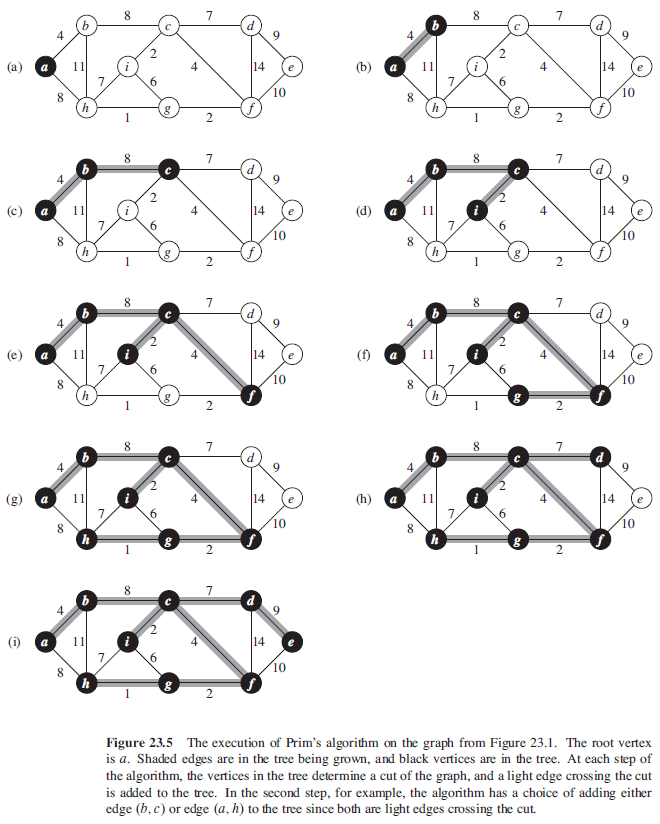 8 7
b c d
4 2 9
(a) a 11 i 4 14 e
8 7 6 10
h g f
1 2
8 7
b c d
4 2 9
(b) a 11 i 4 14 e
8 7 6 10
h g f
1 2
8 7
b c d
4 2 9
(c) a 11 i 4 14 e
8 7 6 10
h g f
1 2
8 7
b c d
4 2 9
(d) a 11 i 4 14 e
8 7 6 10
h g f
1 2
8 7
b c d
4 2 9
(e) a 11 i 4 14 e
8 7 6 10
h g f
1 2
8 7
b c d
4 2 9
(f) a 11 i 4 14 e
8 7 6 10
h g f
1 2
8 7
b c d
4 2 9
(g) a 11 i 4 14 e
8 7 6 10
h g f
1 2
8 7
b c d
4 2 9
(h) a 11 i 4 14 e
8 7 6 10
h g f
1 2
8 7
b c d
4 2 9
(i) a 11 i 4 14 e
8 7 6 10
h g f
1 2
Figure 23.5 The execution of Prim's algorithm on the graph from Figure 23.1. The root vertex
is a. Shaded edges are in the tree being grown, and black vertices are in the tree. At each step of
the algorithm, the vertices in the tree determine a cut of the graph, and a light edge crossing the cut
is added to the tree. In the second step, for example, the algorithm has a choice of adding either
edge (b, c) or edge (a, h) to the tree since both are light edges crossing the cut.